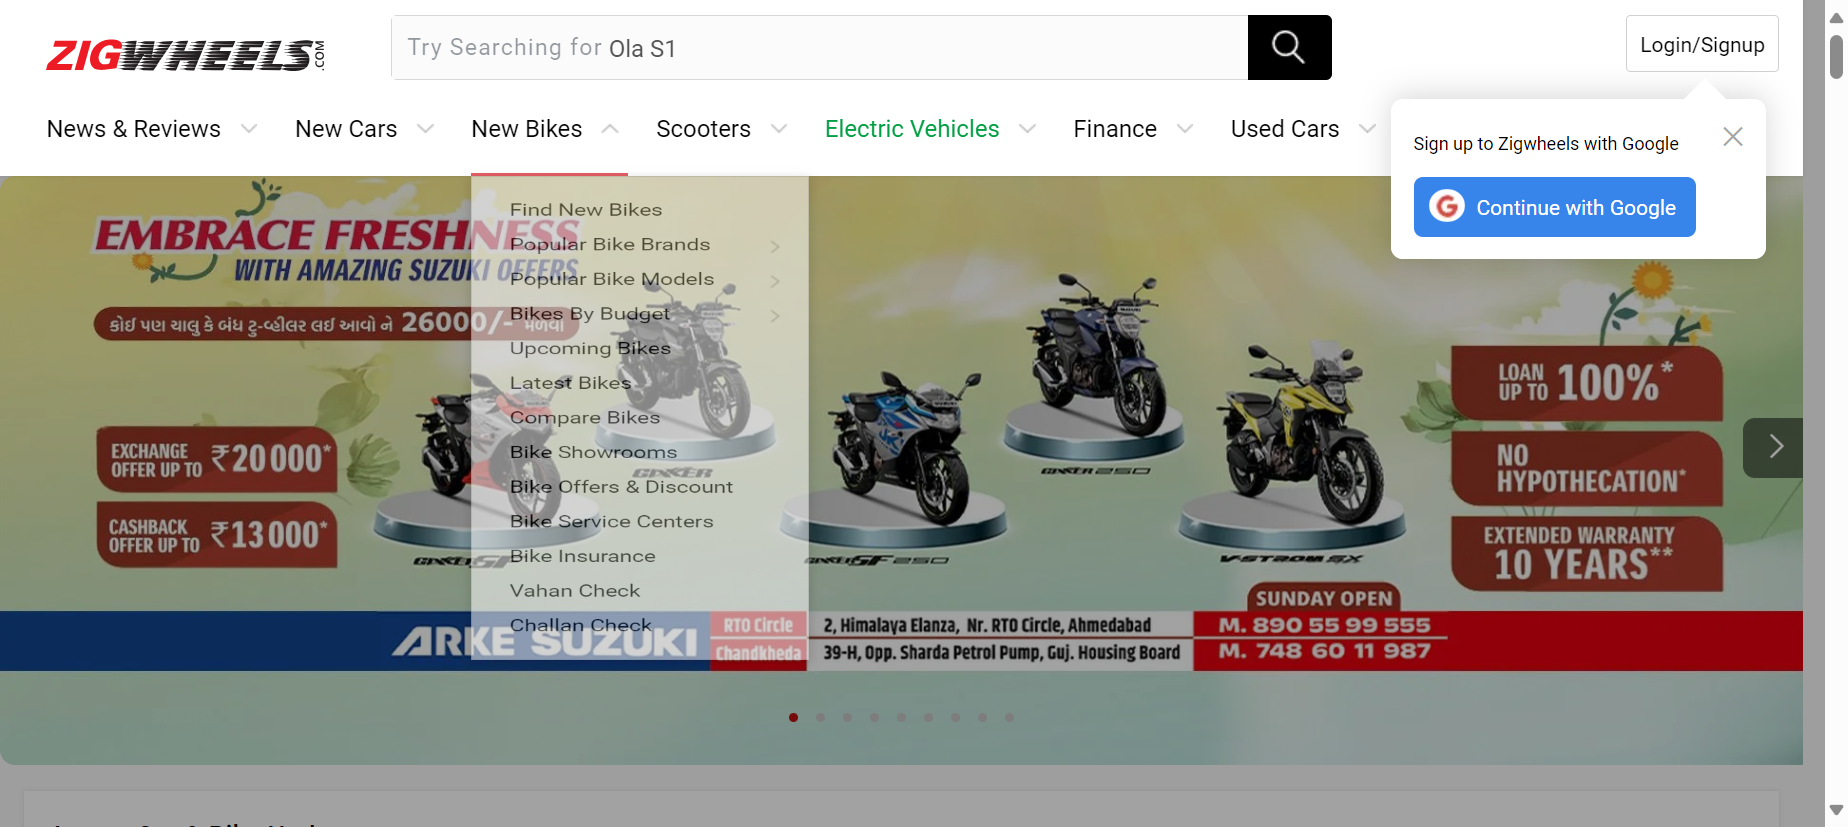 ZIGWHEELS.COM
Try Searching for Ola S1
Login/Signup
News & Reviews
New Cars
New Bikes
Scooters
Electric Vehicles
Finance
Used Cars
Sign up to Zigwheels with Google
Continue with Google
Find New Bikes
Popular Bike Brands
Popular Bike Models
Bikes By Budget
Upcoming Bikes
Latest Bikes
Compare Bikes
Bike Showrooms
Bike Offers & Discount
Bike Service Centers
Bike Insurance
Vahan Check
Challan Check
EMBRACE FRESHNESS
WITH AMAZING SUZUKI OFFERS
કોઈ પણ ચાલુ કે બંધ ટુ-વ્હીલર લઈ આવો ને 26000/- મેળવો
EXCHANGE
OFFER UP TO ₹20000*
CASHBACK
OFFER UP TO ₹13000*
GIXXER
GIXXER SF
GIXXER SF 250
GIXXER 250
V-STROM SX
LOAN
UP TO 100%*
NO
HYPOTHECATION*
EXTENDED WARRANTY
10 YEARS**
SUNDAY OPEN
ARKE SUZUKI
RTO Circle
2, Himalaya Elanza, Nr. RTO Circle, Ahmedabad
M. 890 55 99 555
Chandkheda
39-H, Opp. Sharda Petrol Pump, Guj. Housing Board
M. 748 60 11 987